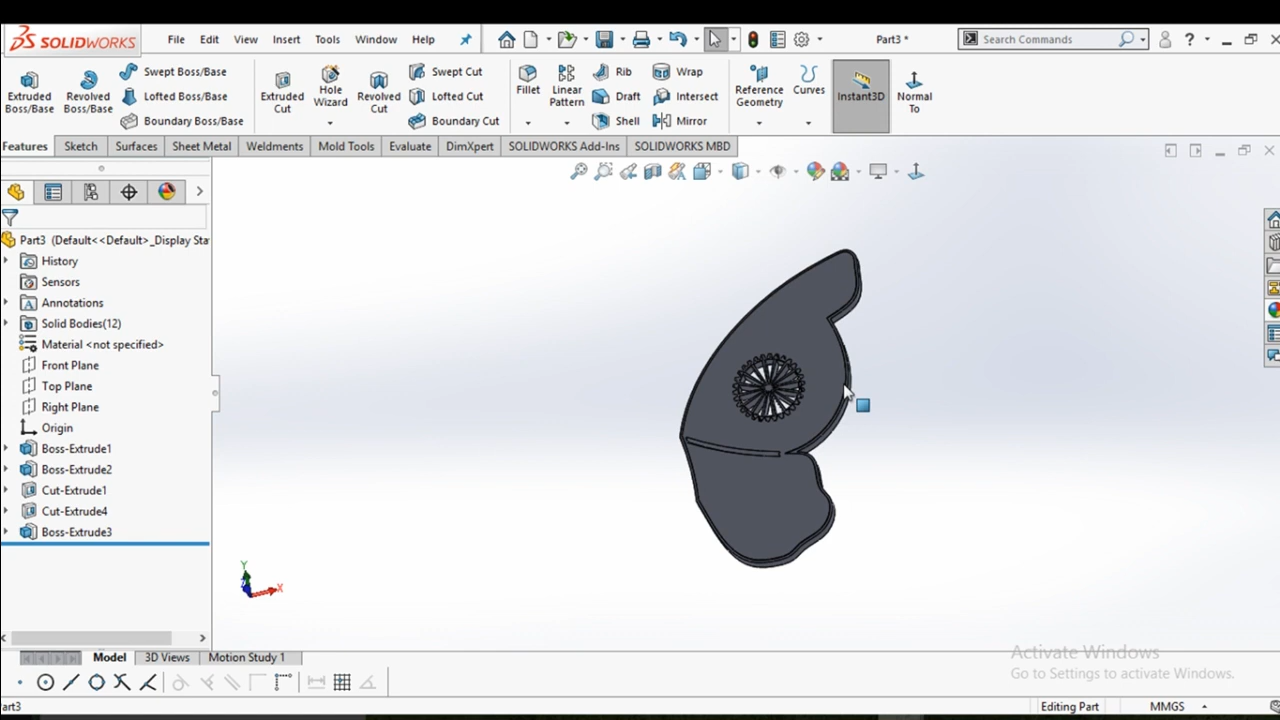 SOLIDWORKS File Edit View Insert Tools Window Help Part3 * Search Commands ?
Extruded Boss/Base Revolved Boss/Base Swept Boss/Base Lofted Boss/Base Boundary Boss/Base Extruded Cut Hole Wizard Revolved Cut Swept Cut Lofted Cut Boundary Cut Fillet Linear Pattern Rib Draft Shell Wrap Intersect Mirror Reference Geometry Curves Instant3D Normal To
Features Sketch Surfaces Sheet Metal Weldments Mold Tools Evaluate DimXpert SOLIDWORKS Add-Ins SOLIDWORKS MBD
Part3 (Default<<Default>_Display Sta
History
Sensors
Annotations
Solid Bodies(12)
Material <not specified>
Front Plane
Top Plane
Right Plane
Origin
Boss-Extrude1
Boss-Extrude2
Cut-Extrude1
Cut-Extrude4
Boss-Extrude3
Y
X
Activate Windows
Go to Settings to activate Windows.
Model 3D Views Motion Study 1
art3 Editing Part MMGS